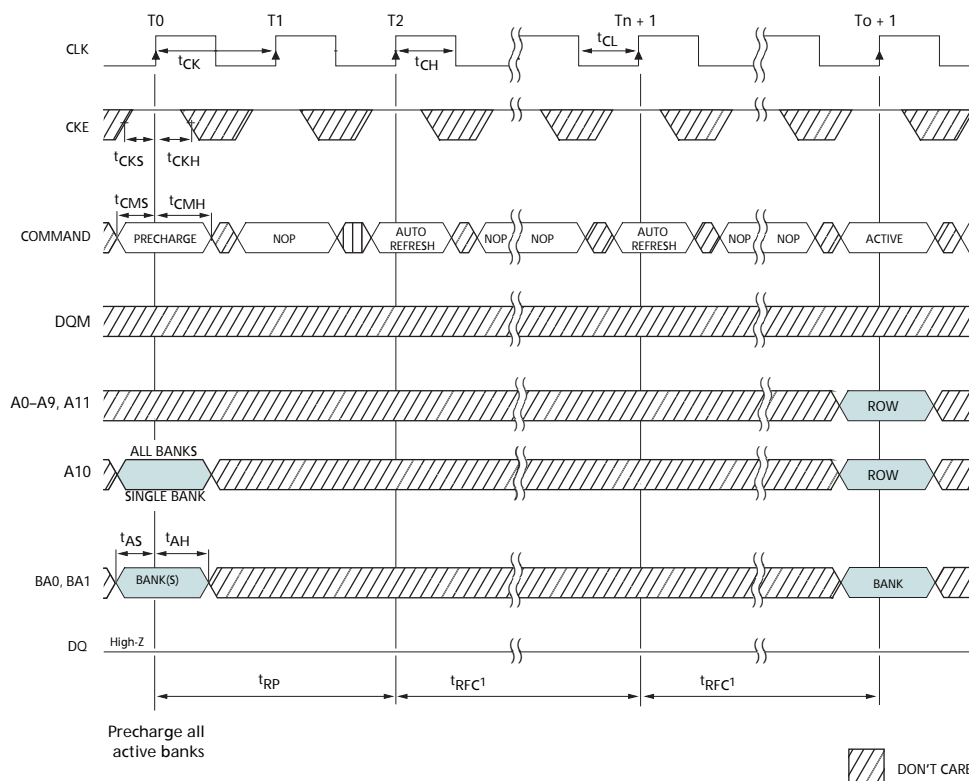 T0 T1 T2 Tn + 1 To + 1
CLK
tCK tCH tCL
CKE
tCKS tCKH
tCMS tCMH
COMMAND PRECHARGE NOP AUTO REFRESH NOP NOP AUTO REFRESH NOP NOP ACTIVE
DQM
A0–A9, A11 ROW
ALL BANKS
A10 ROW
SINGLE BANK
tAS tAH
BA0, BA1 BANK(S) BANK
DQ High-Z
tRP tRFC1 tRFC1
Precharge all
active banks
DON'T CARE